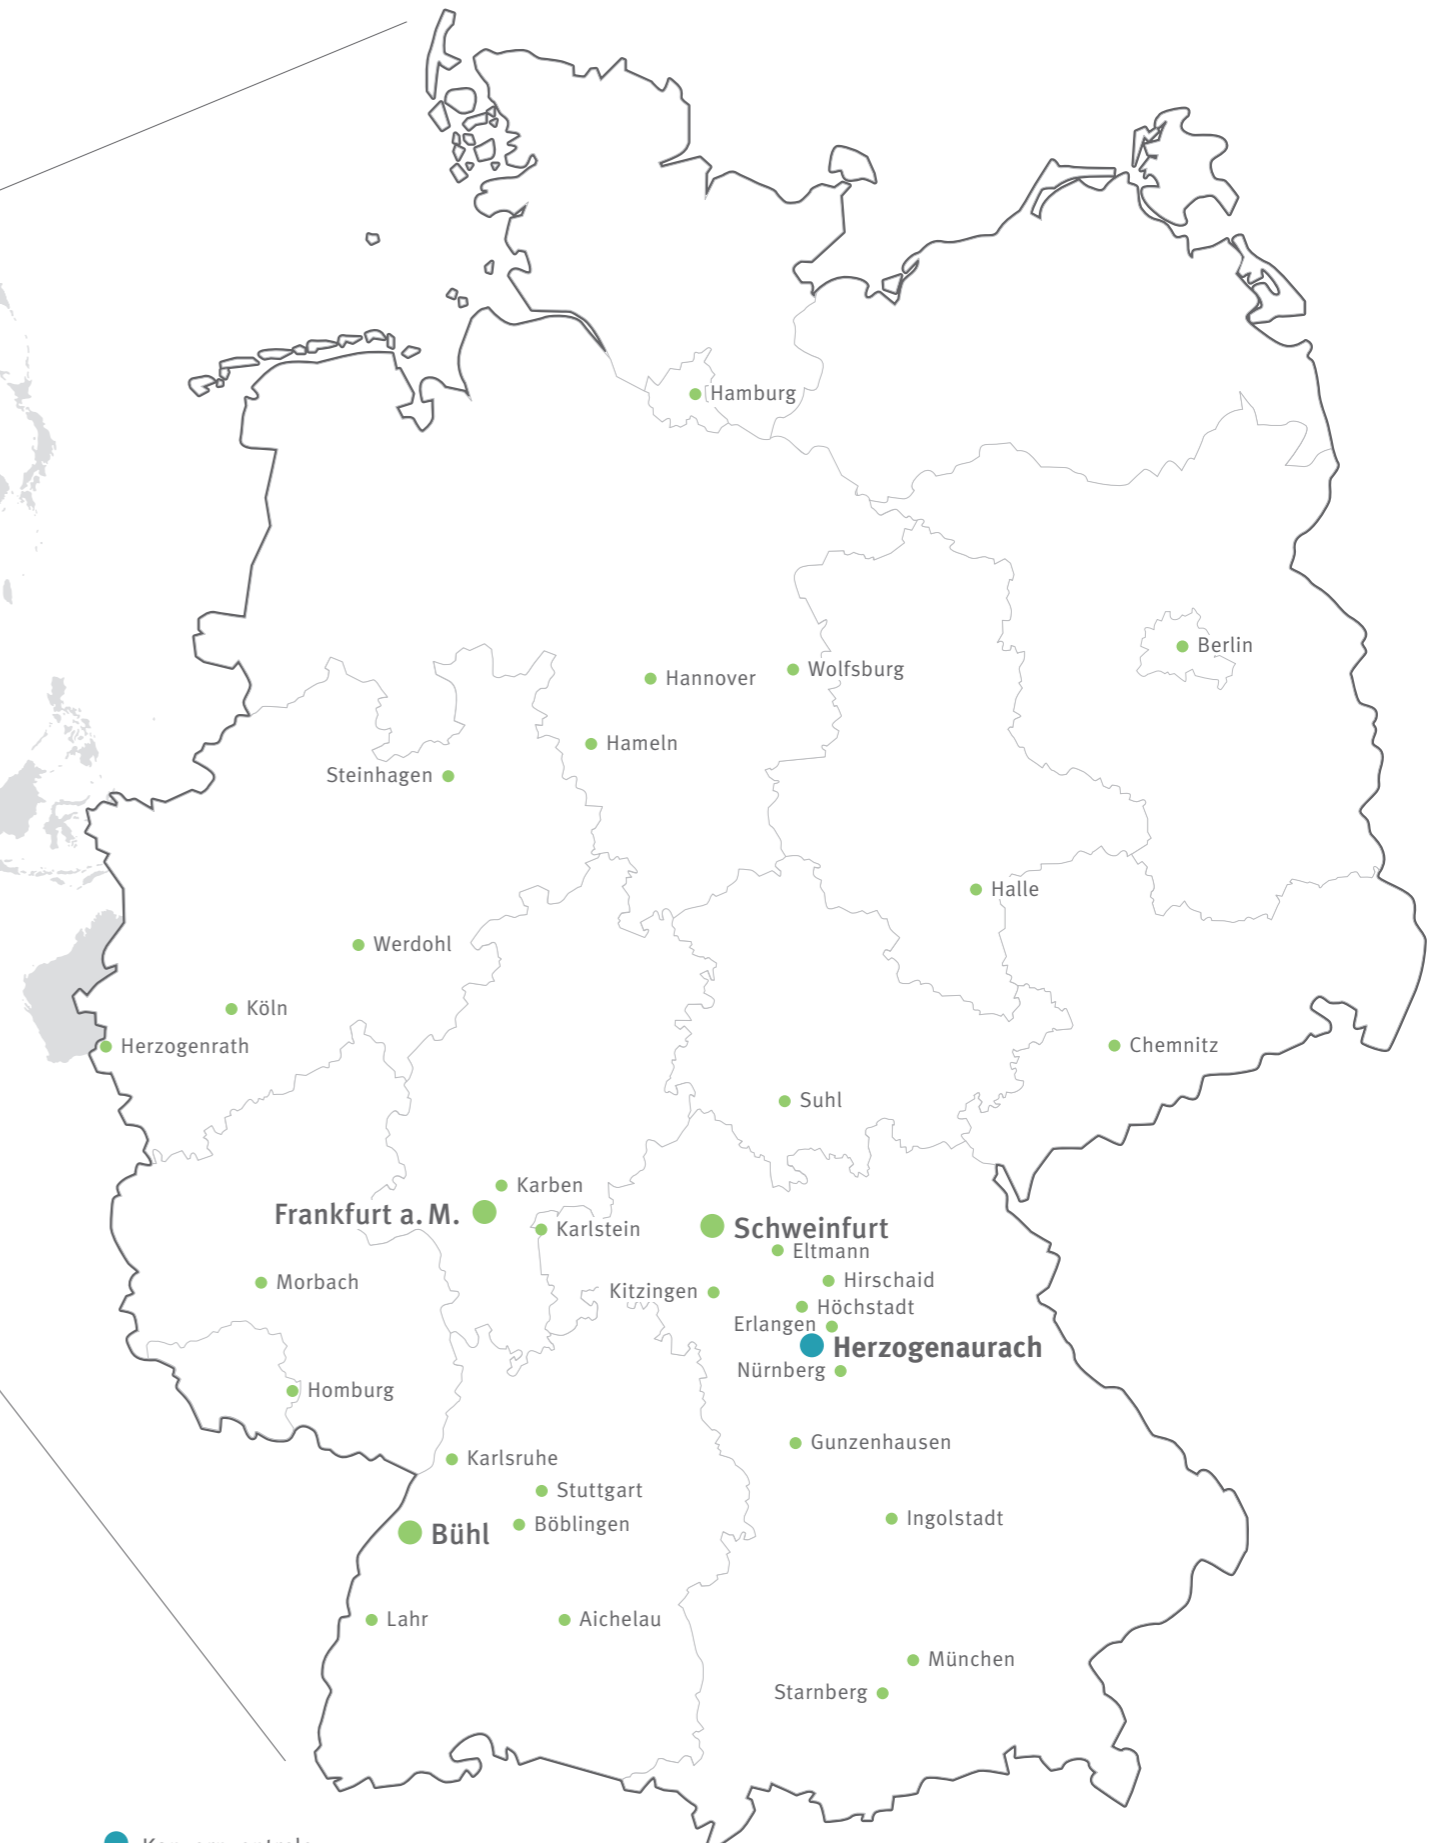 Hamburg
Berlin
Wolfsburg
Hannover
Hameln
Steinhagen
Halle
Werdohl
Köln
Herzogenrath
Chemnitz
Suhl
Karben
Frankfurt a. M.
Karlstein
Schweinfurt
Eltmann
Hirschaid
Morbach
Kitzingen
Höchstadt
Erlangen
Herzogenaurach
Nürnberg
Homburg
Gunzenhausen
Karlsruhe
Stuttgart
Ingolstadt
Böblingen
Bühl
Lahr
Aichelau
München
Starnberg